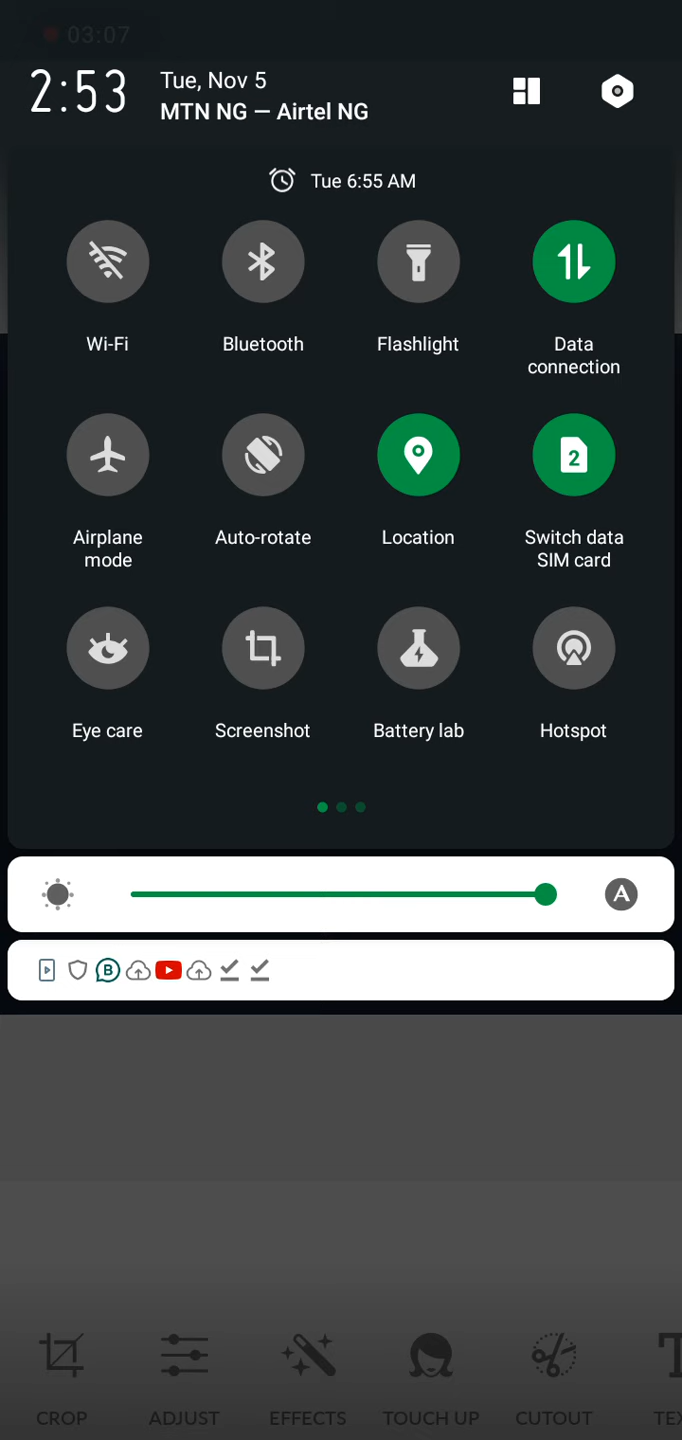 03:07
2:53
Tue, Nov 5
MTN NG — Airtel NG
Tue 6:55 AM
Wi-Fi
Bluetooth
Flashlight
Data
connection
2
Airplane
mode
Auto-rotate
Location
Switch data
SIM card
Eye care
Screenshot
Battery lab
Hotspot
A
B
CROP
ADJUST
EFFECTS
TOUCH UP
CUTOUT